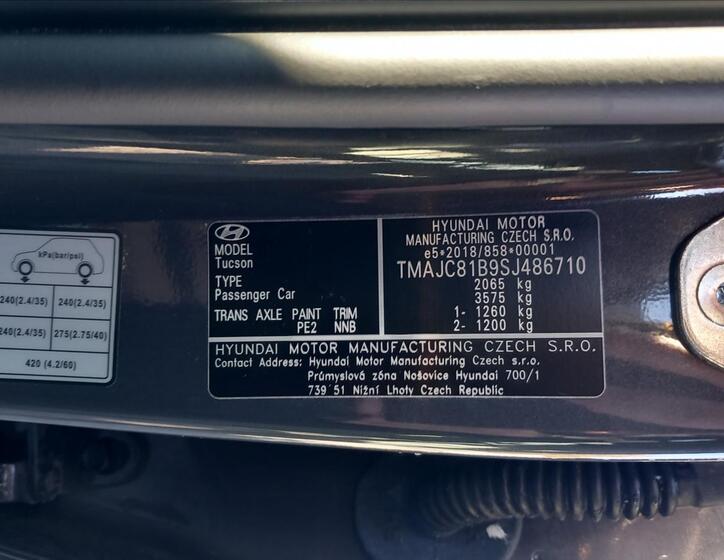 kPa(bar/psi)
240(2.4/35) 240(2.4/35)
240(2.4/35) 275(2.75/40)
420 (4.2/60)
MODEL
Tucson
TYPE
Passenger Car
TRANS AXLE PAINT TRIM
PE2 NNB
HYUNDAI MOTOR
MANUFACTURING CZECH S.R.O.
e5*2018/858*00001
TMAJC81B9SJ486710
2065 kg
3575 kg
1- 1260 kg
2- 1200 kg
HYUNDAI MOTOR MANUFACTURING CZECH S.R.O.
Contact Address: Hyundai Motor Manufacturing Czech s.r.o.
Průmyslová zóna Nošovice Hyundai 700/1
739 51 Nižní Lhoty Czech Republic